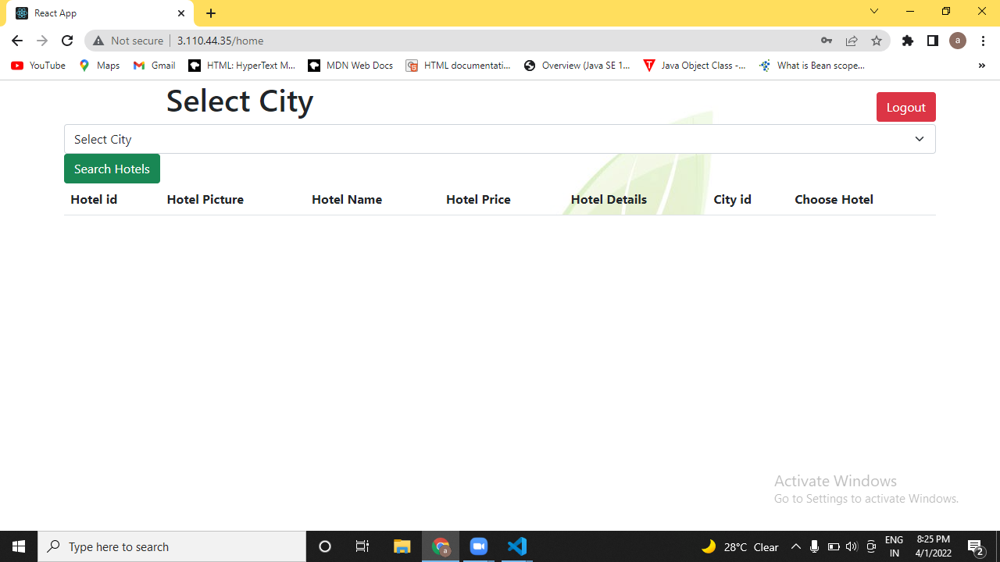 React App
Not secure 3.110.44.35/home
a
YouTube Maps Gmail HTML: HyperText M... MDN Web Docs HTML documentati... Overview (Java SE 1... Java Object Class -... What is Bean scope... »
Select City
Logout
Select City
Search Hotels
Hotel id Hotel Picture Hotel Name Hotel Price Hotel Details City id Choose Hotel
Activate Windows
Go to Settings to activate Windows.
Type here to search
a
28°C Clear
ENG
IN
8:25 PM
4/1/2022
2